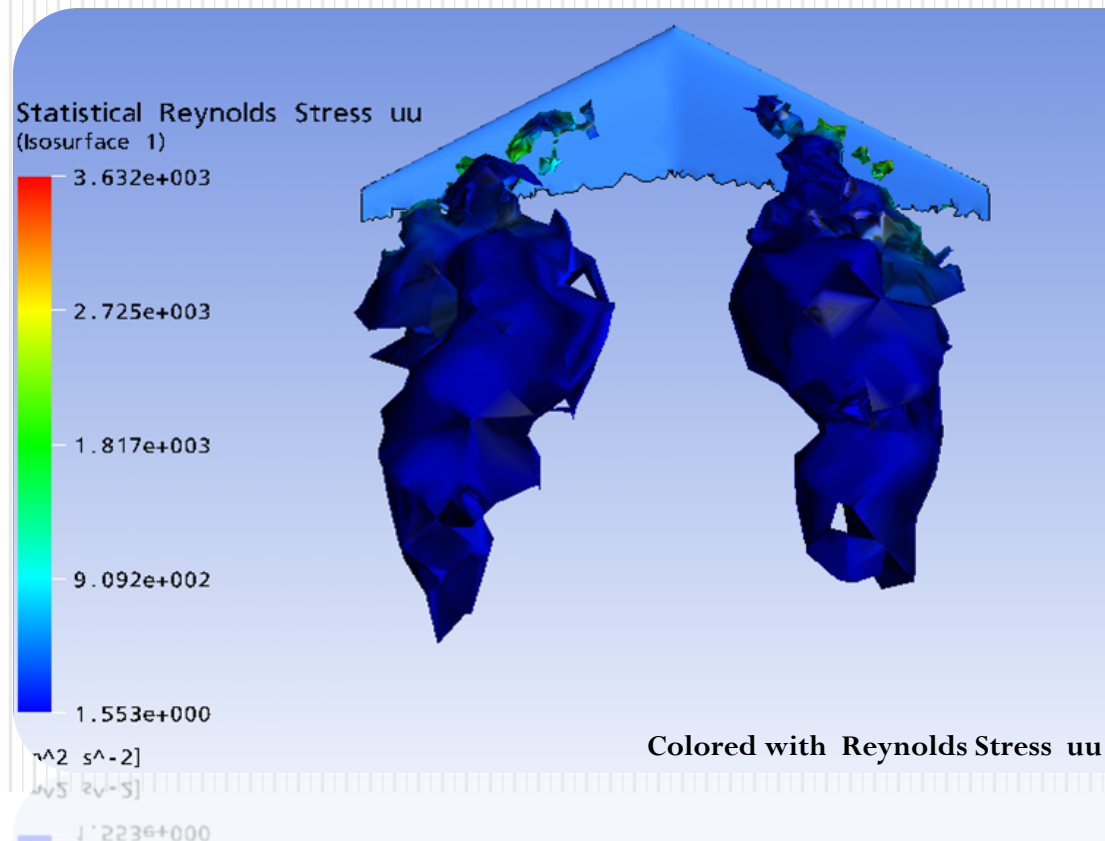 Statistical Reynolds Stress uu
(Isosurface 1)
3.632e+003
2.725e+003
1.817e+003
9.092e+002
1.553e+000
s^-2]
Colored with Reynolds Stress uu